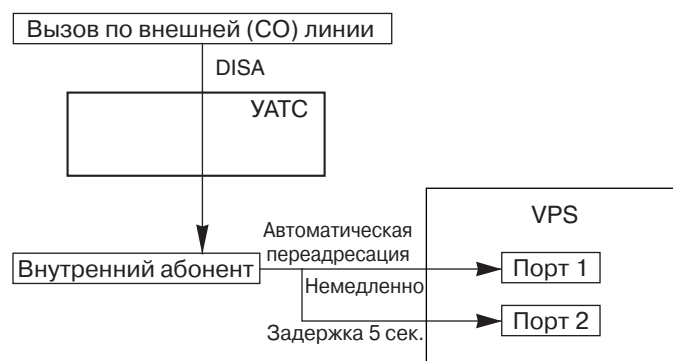 Вызов по внешней (CO) линии
DISA
УАТС
VPS
Автоматическая
переадресация
Внутренний абонент
Порт 1
Немедленно
Порт 2
Задержка 5 сек.